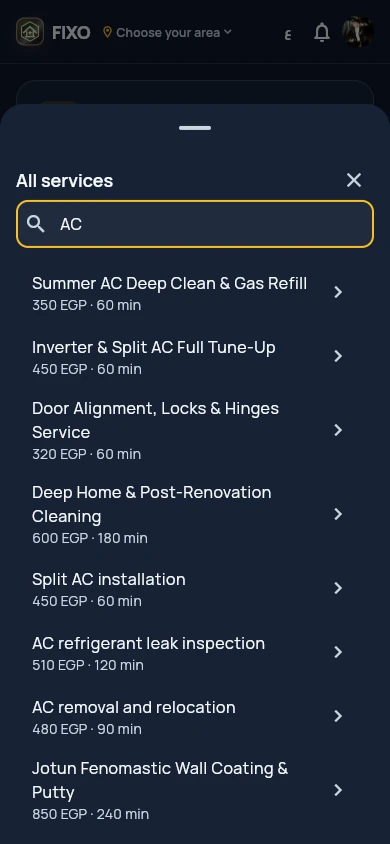 FIXO
Choose your area
ع
All services
AC
Summer AC Deep Clean & Gas Refill
350 EGP · 60 min
Inverter & Split AC Full Tune-Up
450 EGP · 60 min
Door Alignment, Locks & Hinges
Service
320 EGP · 60 min
Deep Home & Post-Renovation
Cleaning
600 EGP · 180 min
Split AC installation
450 EGP · 60 min
AC refrigerant leak inspection
510 EGP · 120 min
AC removal and relocation
480 EGP · 90 min
Jotun Fenomastic Wall Coating &
Putty
850 EGP · 240 min